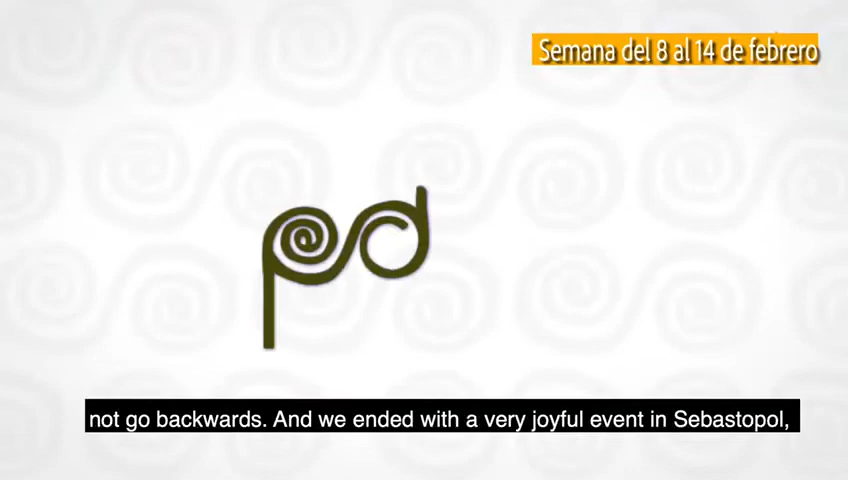 Semana del 8 al 14 de febrero
pd
not go backwards. And we ended with a very joyful event in Sebastopol,